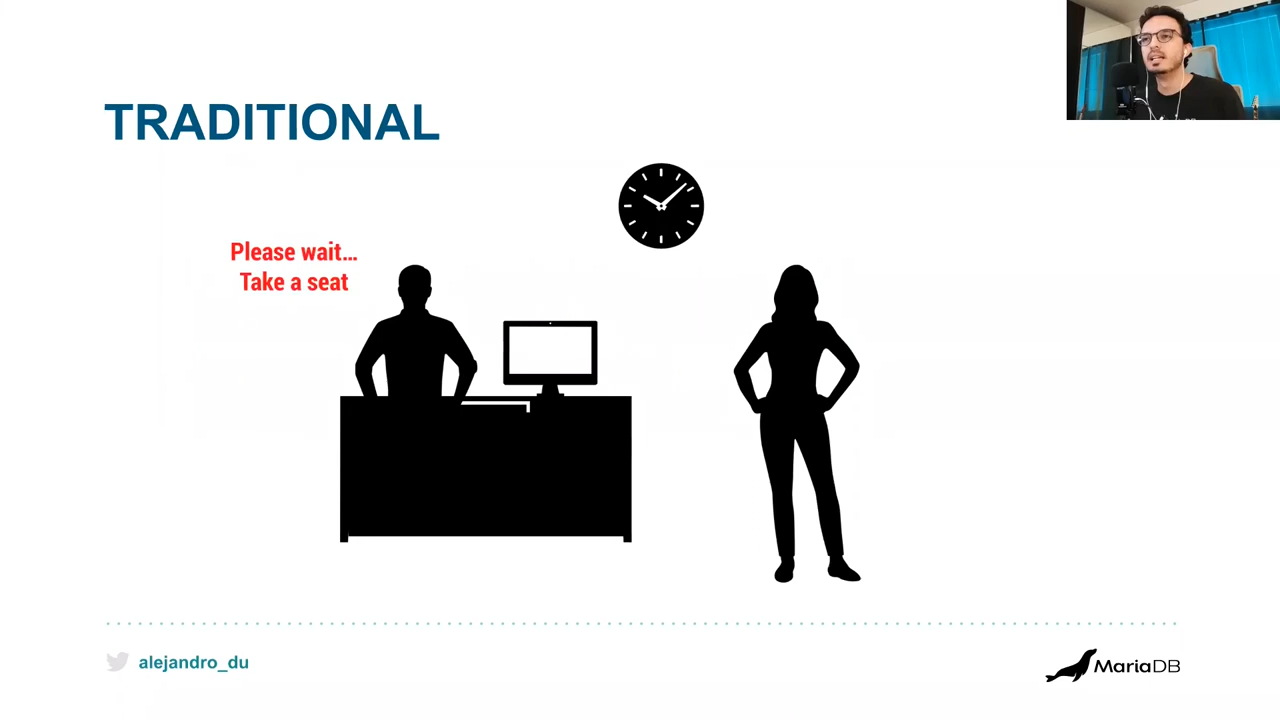 TRADITIONAL
Please wait...
Take a seat
alejandro_du
MariaDB